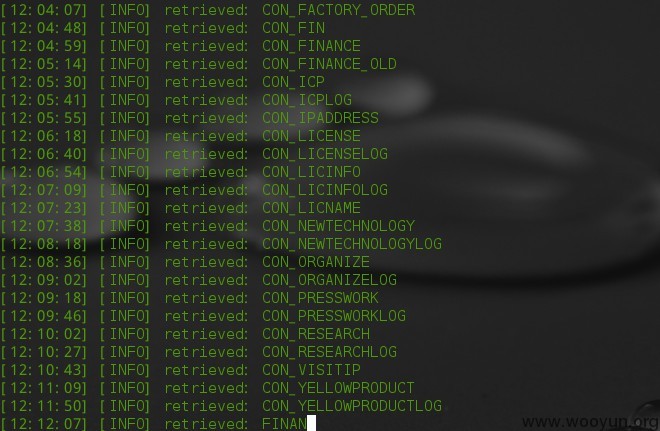 [12:04:07] [INFO] retrieved: CON_FACTORY_ORDER
[12:04:48] [INFO] retrieved: CON_FIN
[12:04:59] [INFO] retrieved: CON_FINANCE
[12:05:14] [INFO] retrieved: CON_FINANCE_OLD
[12:05:30] [INFO] retrieved: CON_ICP
[12:05:41] [INFO] retrieved: CON_ICPLOG
[12:05:55] [INFO] retrieved: CON_IPADDRESS
[12:06:18] [INFO] retrieved: CON_LICENSE
[12:06:40] [INFO] retrieved: CON_LICENSELOG
[12:06:54] [INFO] retrieved: CON_LICINFO
[12:07:09] [INFO] retrieved: CON_LICINFOLOG
[12:07:23] [INFO] retrieved: CON_LICNAME
[12:07:38] [INFO] retrieved: CON_NEWTECHNOLOGY
[12:08:18] [INFO] retrieved: CON_NEWTECHNOLOGYLOG
[12:08:36] [INFO] retrieved: CON_ORGANIZE
[12:09:02] [INFO] retrieved: CON_ORGANIZELOG
[12:09:18] [INFO] retrieved: CON_PRESSWORK
[12:09:46] [INFO] retrieved: CON_PRESSWORKLOG
[12:10:02] [INFO] retrieved: CON_RESEARCH
[12:10:27] [INFO] retrieved: CON_RESEARCHLOG
[12:10:43] [INFO] retrieved: CON_VISITIP
[12:11:09] [INFO] retrieved: CON_YELLOWPRODUCT
[12:11:50] [INFO] retrieved: CON_YELLOWPRODUCTLOG
[12:12:07] [INFO] retrieved: FINAN
www.wooyun.org